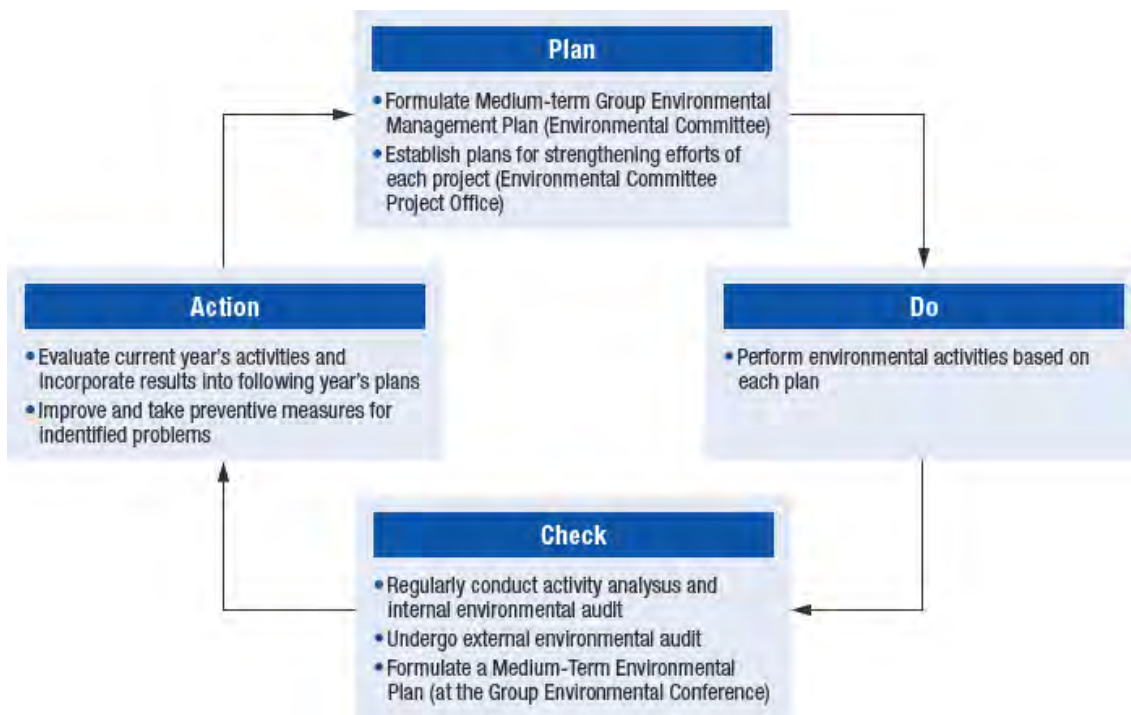 Plan
• Formulate Medium-term Group Environmental
Management Plan (Environmental Committee)
• Establish plans for strengthening efforts of
each project (Environmental Committee
Project Office)
Action
• Evaluate current year's activities and
incorporate results into following year's plans
• Improve and take preventive measures for
indentified problems
Do
• Perform environmental activities based on
each plan
Check
• Regularly conduct activity analysus and
internal environmental audit
• Undergo external environmental audit
• Formulate a Medium-Term Environmental
Plan (at the Group Environmental Conference)